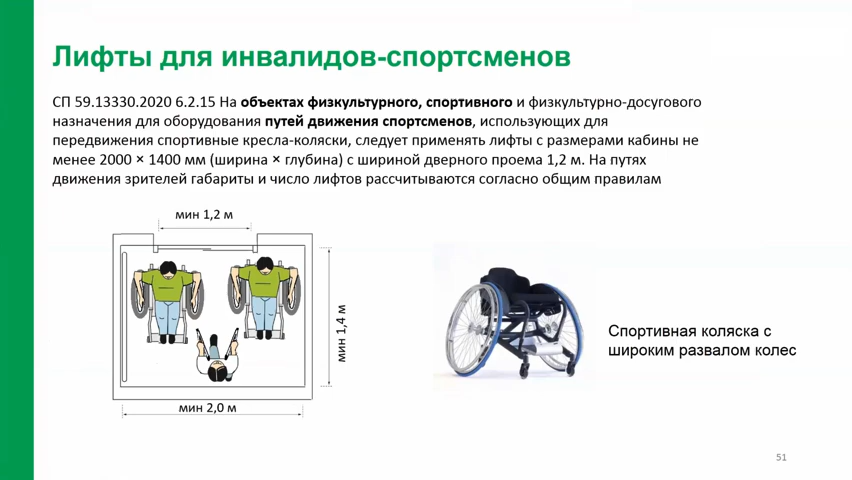 Лифты для инвалидов-спортсменов
СП 59.13330.2020 6.2.15 На объектах физкультурного, спортивного и физкультурно-досугового
назначения для оборудования путей движения спортсменов, использующих для
передвижения спортивные кресла-коляски, следует применять лифты с размерами кабины не
менее 2000 × 1400 мм (ширина × глубина) с шириной дверного проема 1,2 м. На путях
движения зрителей габариты и число лифтов рассчитываются согласно общим правилам
мин 1,2 м
мин 1,4 м
мин 2,0 м
Спортивная коляска с
широким развалом колес
51